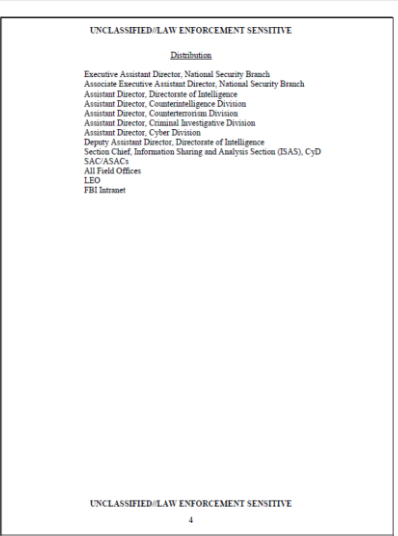 UNCLASSIFIED//LAW ENFORCEMENT SENSITIVE
Distribution
Executive Assistant Director, National Security Branch
Associate Executive Assistant Director, National Security Branch
Assistant Director, Directorate of Intelligence
Assistant Director, Counterintelligence Division
Assistant Director, Counterterrorism Division
Assistant Director, Criminal Investigative Division
Assistant Director, Cyber Division
Deputy Assistant Director, Directorate of Intelligence
Section Chief, Information Sharing and Analysis Section (ISAS), CyD
SAC/ASACs
All Field Offices
LEO
FBI Intranet
UNCLASSIFIED//LAW ENFORCEMENT SENSITIVE
4